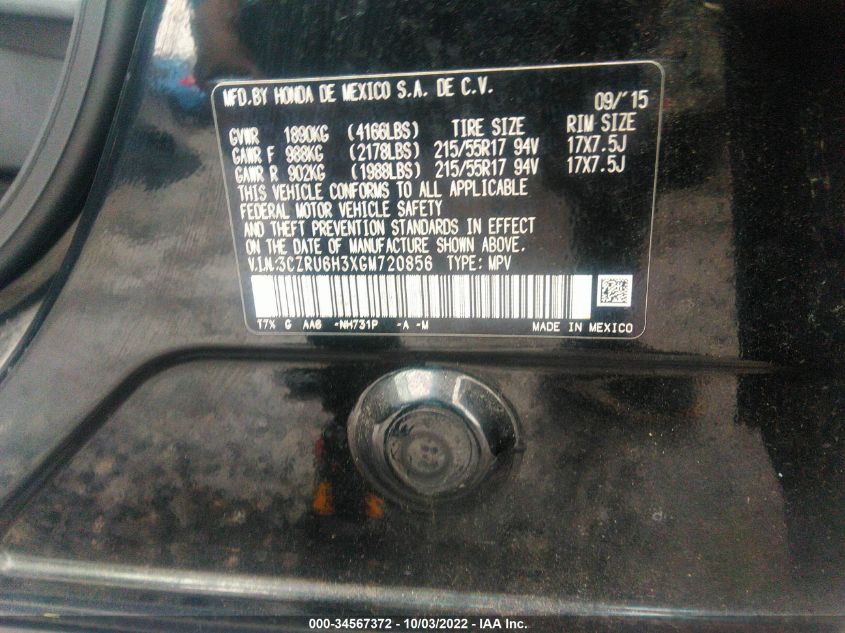 MFD.BY HONDA DE MEXICO S.A. DE C.V.
09/'15
GVWR 1890KG (4166LBS) TIRE SIZE RIM SIZE
GAWR F 988KG (2178LBS) 215/55R17 94V 17X7.5J
GAWR R 902KG (1988LBS) 215/55R17 94V 17X7.5J
THIS VEHICLE CONFORMS TO ALL APPLICABLE
FEDERAL MOTOR VEHICLE SAFETY
AND THEFT PREVENTION STANDARDS IN EFFECT
ON THE DATE OF MANUFACTURE SHOWN ABOVE.
V.I.N:3CZRU6H3XGM720856 TYPE: MPV
T7X G AA6 -NH731P -A -M MADE IN MEXICO
000-34567372 - 10/03/2022 - IAA Inc.